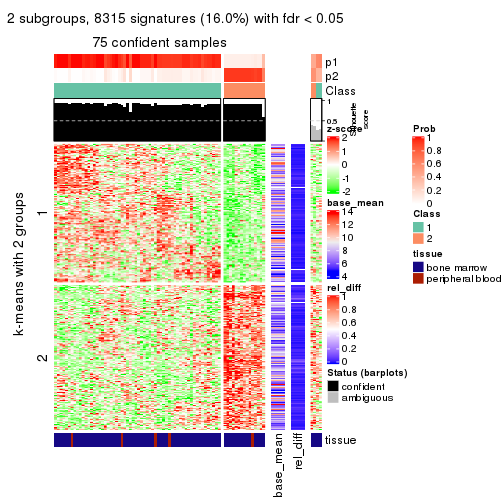 2 subgroups, 8315 signatures (16.0%) with fdr < 0.05
75 confident samples
p1
p2
Class
1
0.5
0
Silhouette
score
k-means with 2 groups
1
2
base_mean
rel_diff
tissue
z-score
2
1
0
-1
-2
base_mean
14
12
10
8
6
4
rel_diff
1
0.8
0.6
0.4
0.2
0
Status (barplots)
confident
ambiguous
Prob
1
0.8
0.6
0.4
0.2
0
Class
1
2
tissue
bone marrow
peripheral blood